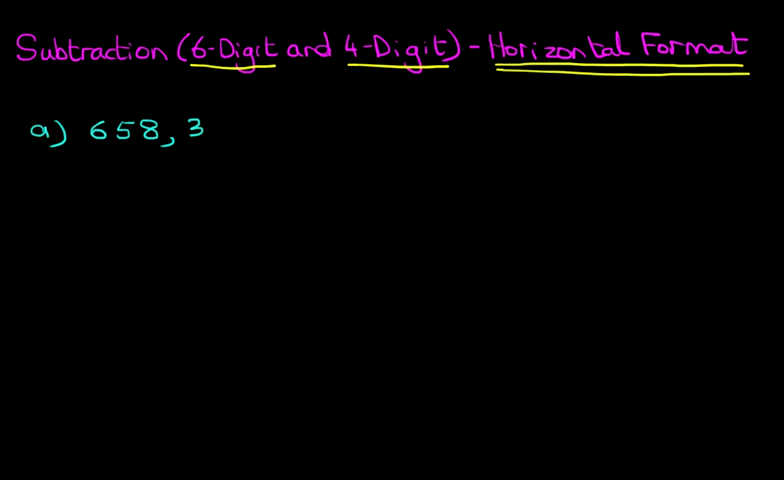 Subtraction (6-Digit and 4-Digit) - Horizontal Format
a) 658,3